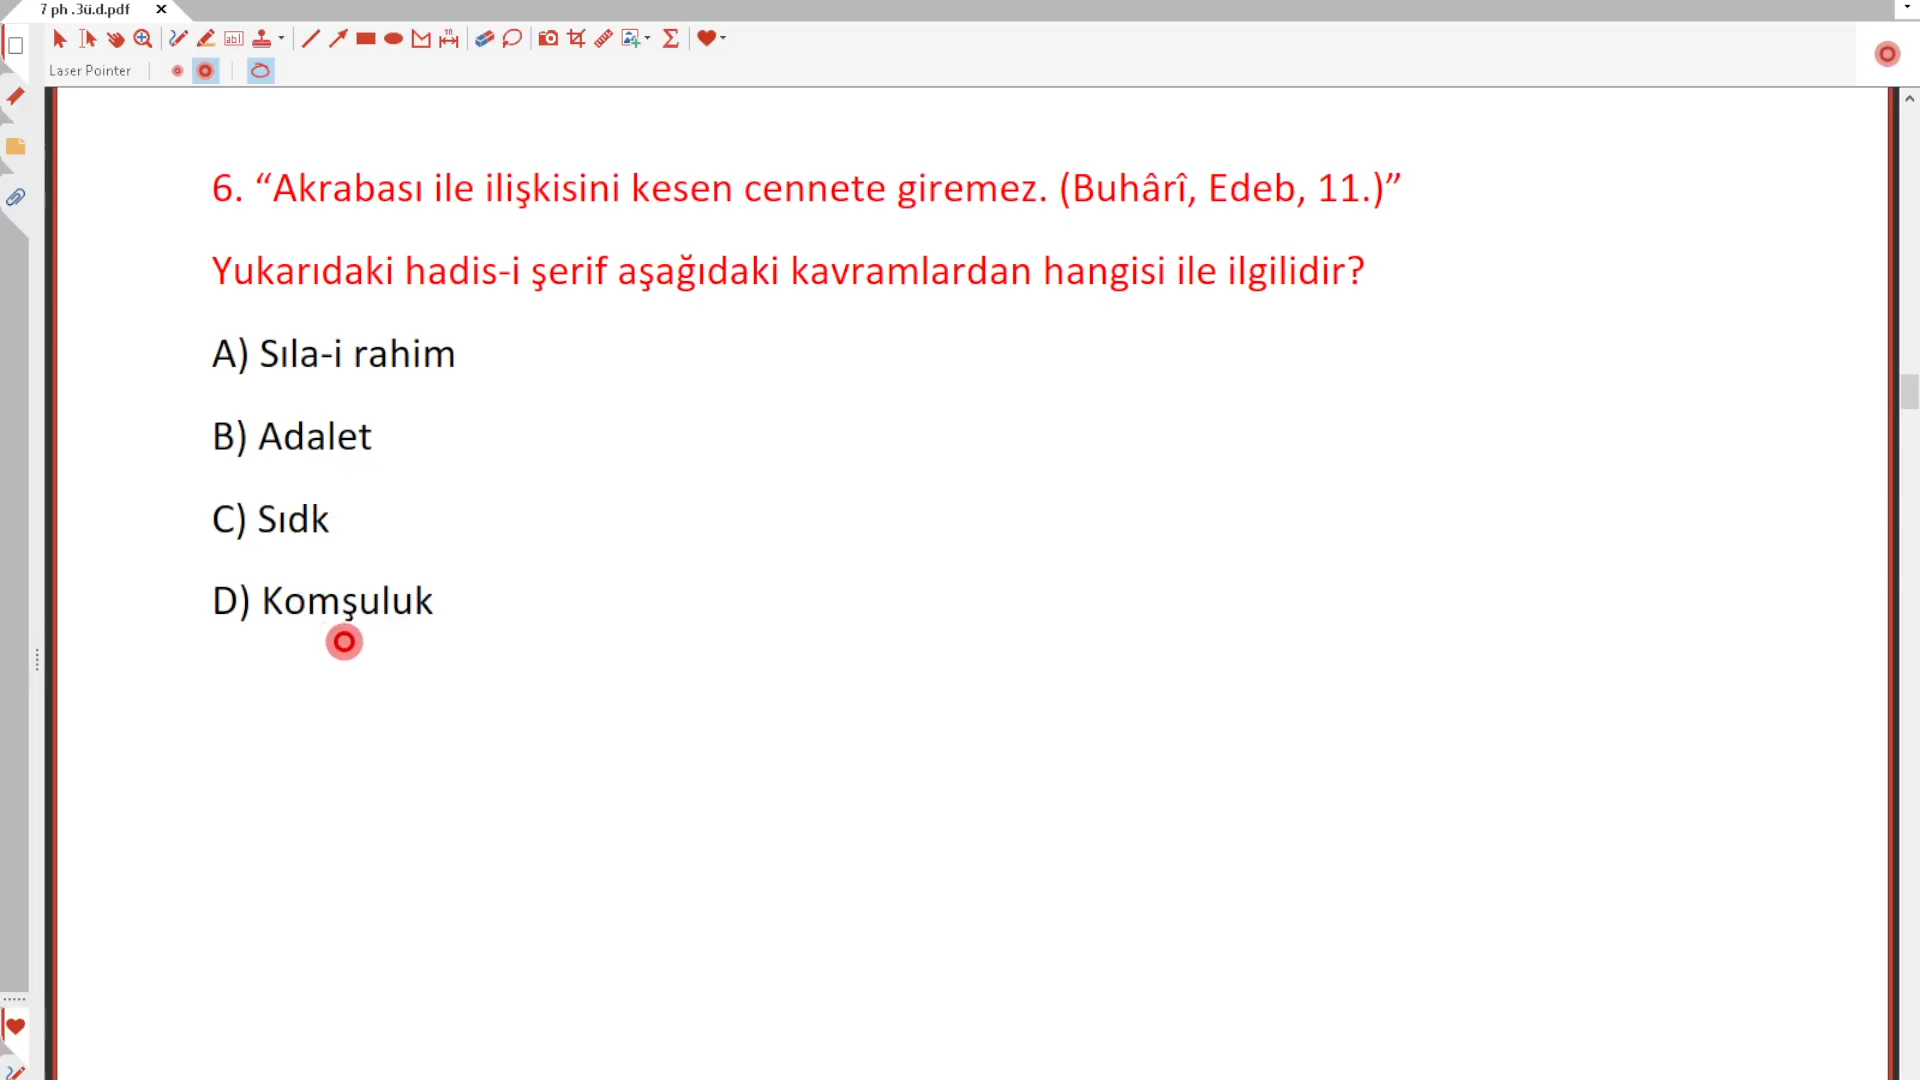 7 ph .3ü.d.pdf
Laser Pointer
6. “Akrabası ile ilişkisini kesen cennete giremez. (Buhârî, Edeb, 11.)”
Yukarıdaki hadis-i şerif aşağıdaki kavramlardan hangisi ile ilgilidir?
A) Sıla-i rahim
B) Adalet
C) Sıdk
D) Komşuluk